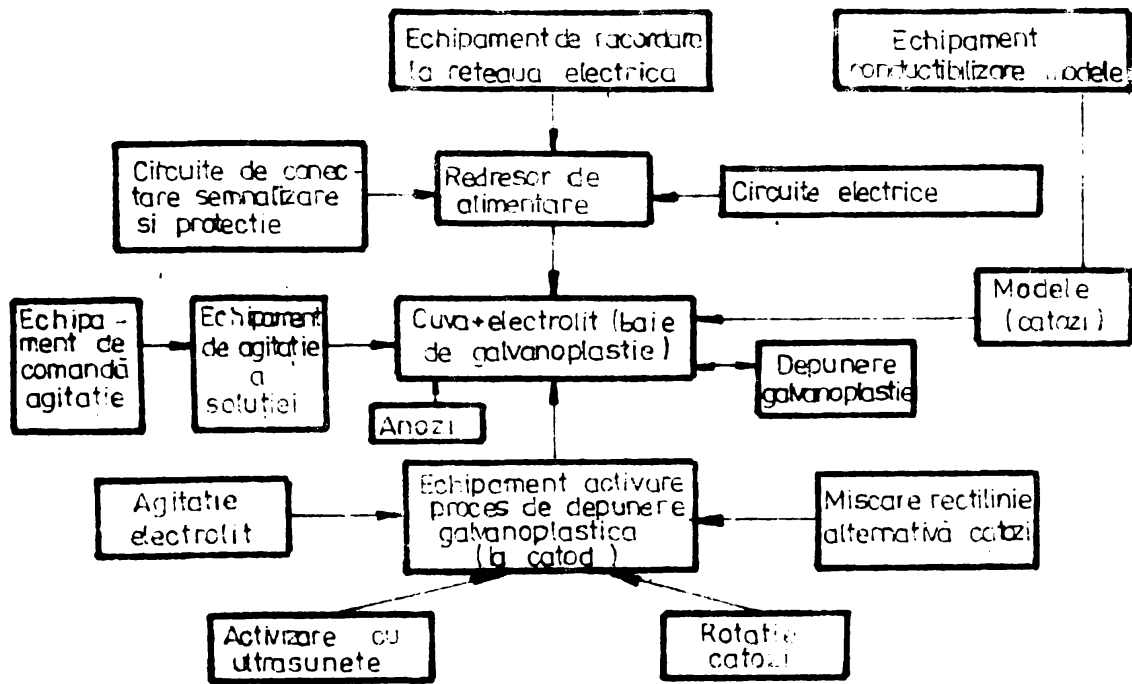 Echipament de racordare
la reteaua electrica
Echipament
conductibilizare modele
Circuite de conec-
tare semnalizare
si protectie
Redresor de
alimentare
Circuite electrice
Modele
(catozi)
Echipa-
ment de
comandă
agitatie
Echipament
de agitatie
a
soluției
Cuva+electrolit (baie
de galvanoplastie)
Depunere
galvanoplastie
Anozi
Agitatie
electrolit
Echipament activare
proces de depunere
galvanoplastica
(la catod)
Miscare rectilinie
alternativă catozi
Activizare cu
ultrasunete
Rotatie
catozi